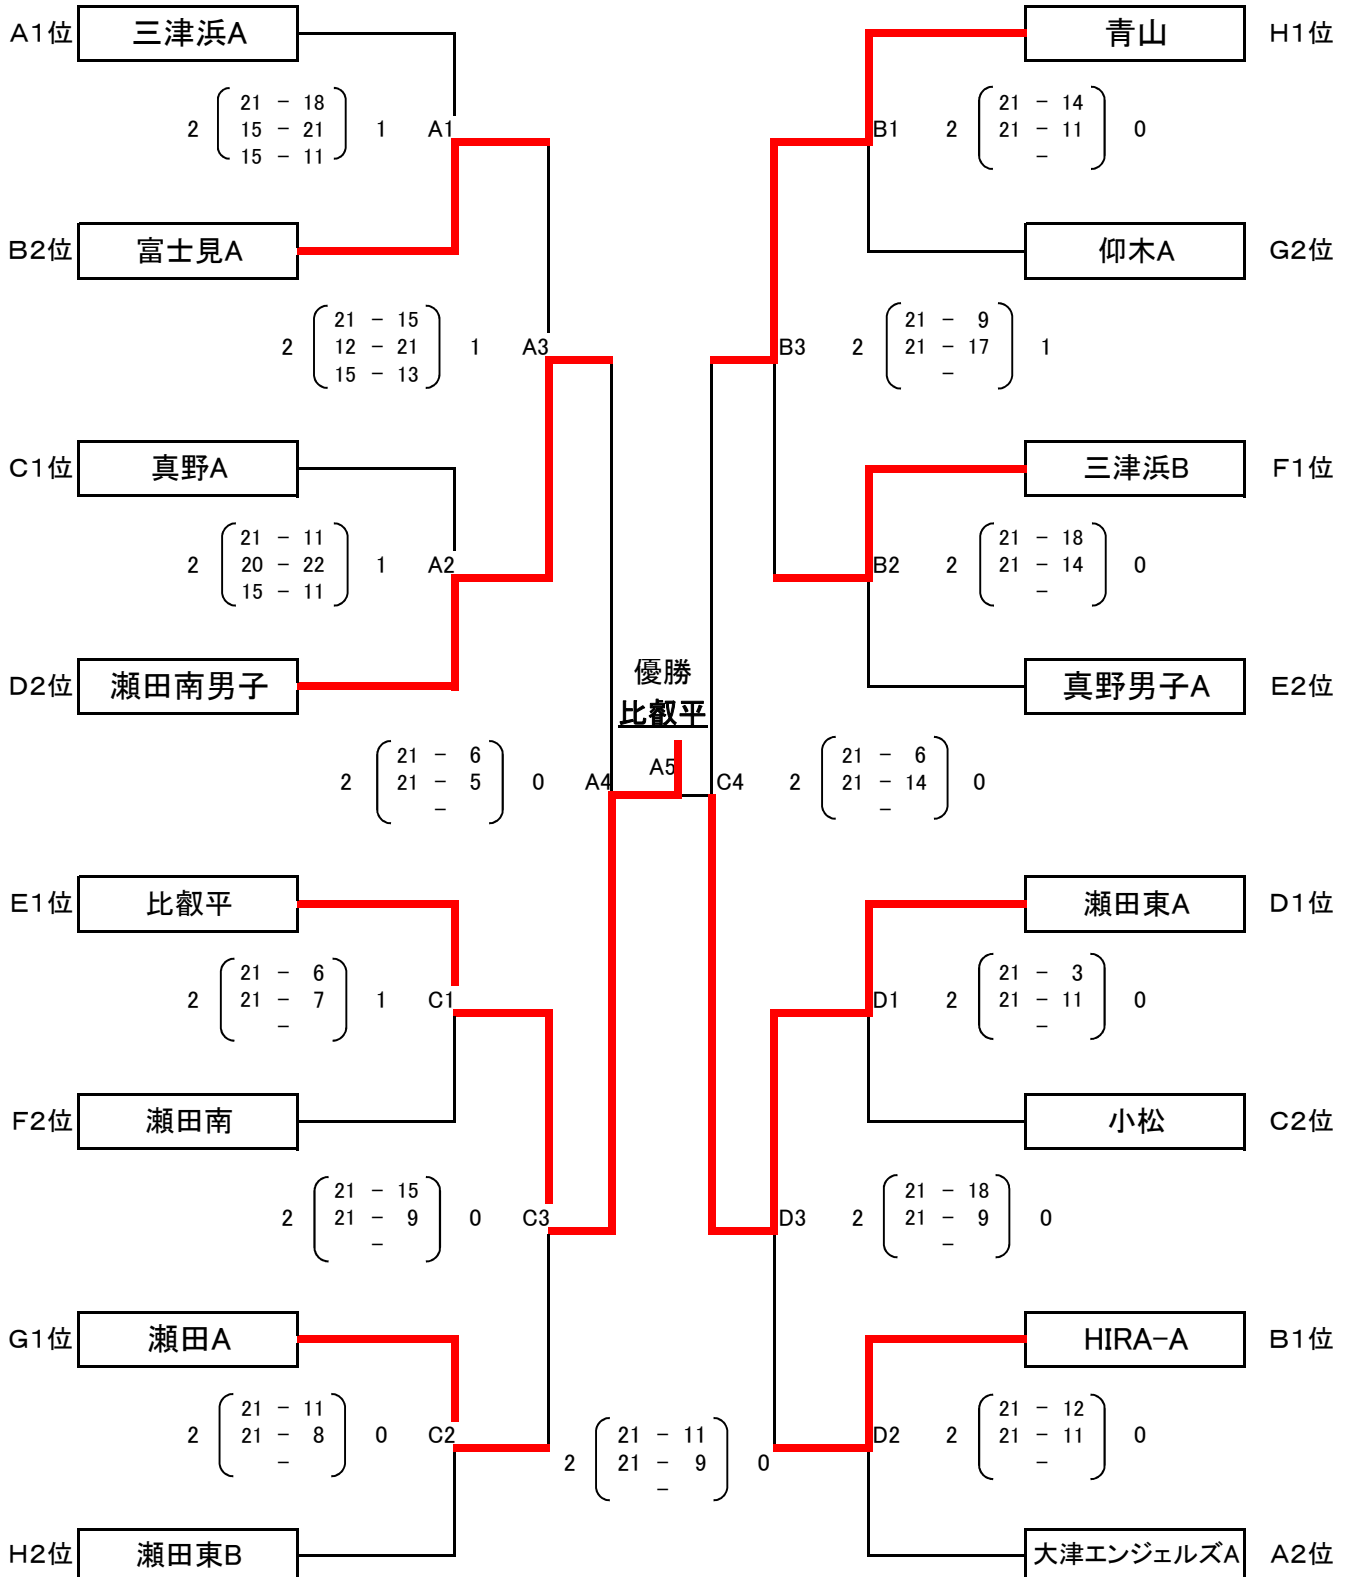 A1位 三津浜A 青山 H1位
21 - 18 21 - 14
2 15 - 21 1 A1 B1 2 21 - 11 0
15 - 11 -
B2位 富士見A 仰木A G2位
21 - 15 21 - 9
2 12 - 21 1 A3 B3 2 21 - 17 1
15 - 13 -
C1位 真野A 三津浜B F1位
21 - 11 21 - 18
2 20 - 22 1 A2 B2 2 21 - 14 0
15 - 11 -
D2位 瀬田南男子 優勝 真野男子A E2位
比叡平
21 - 6 21 - 6
2 21 - 5 0 A4 A5 C4 2 21 - 14 0
- -
E1位 比叡平 瀬田東A D1位
21 - 6 21 - 3
2 21 - 7 1 C1 D1 2 21 - 11 0
- -
F2位 瀬田南 小松 C2位
21 - 15 21 - 18
2 21 - 9 0 C3 D3 2 21 - 9 0
- -
G1位 瀬田A HIRA-A B1位
21 - 11 21 - 12
2 21 - 8 0 C2 D2 2 21 - 11 0
- -
21 - 11
2 21 - 9 0
-
H2位 瀬田東B 大津エンジェルズA A2位